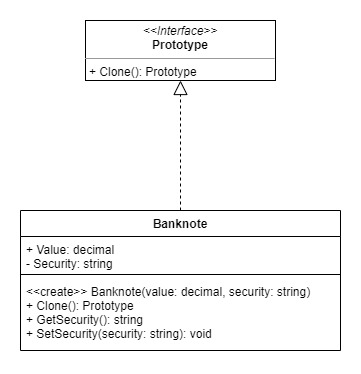 <<Interface>>
Prototype
+ Clone(): Prototype
Banknote
+ Value: decimal
- Security: string
<<create>> Banknote(value: decimal, security: string)
+ Clone(): Prototype
+ GetSecurity(): string
+ SetSecurity(security: string): void